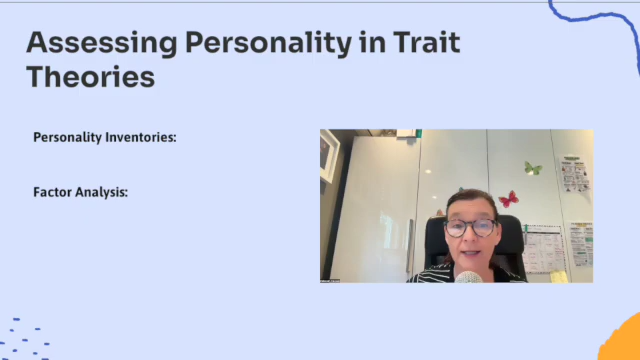 Assessing Personality in Trait
Theories
Personality Inventories:
Factor Analysis: